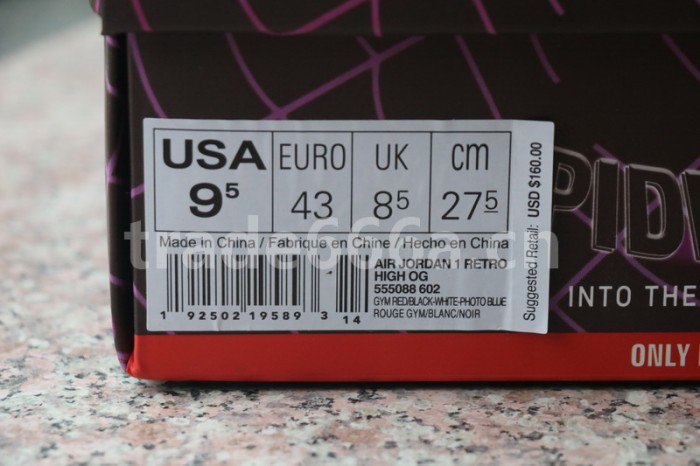 USA EURO UK cm
9⁵ 43 8⁵ 27⁵
Made in China / Fabrique en Chine / Hecho en China
AIR JORDAN 1 RETRO
HIGH OG
555088 602
GYM RED/BLACK-WHITE-PHOTO BLUE
ROUGE GYM/BLANC/NOIR
1 92502 19589 3 14
Suggested Retail: USD $160.00
INTO THE
ONLY